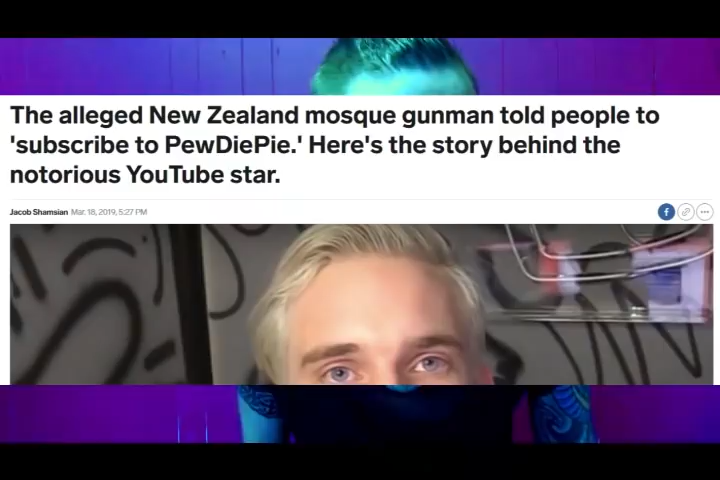 The alleged New Zealand mosque gunman told people to
'subscribe to PewDiePie.' Here's the story behind the
notorious YouTube star.
Jacob Shamsian Mar. 18, 2019, 5:27 PM